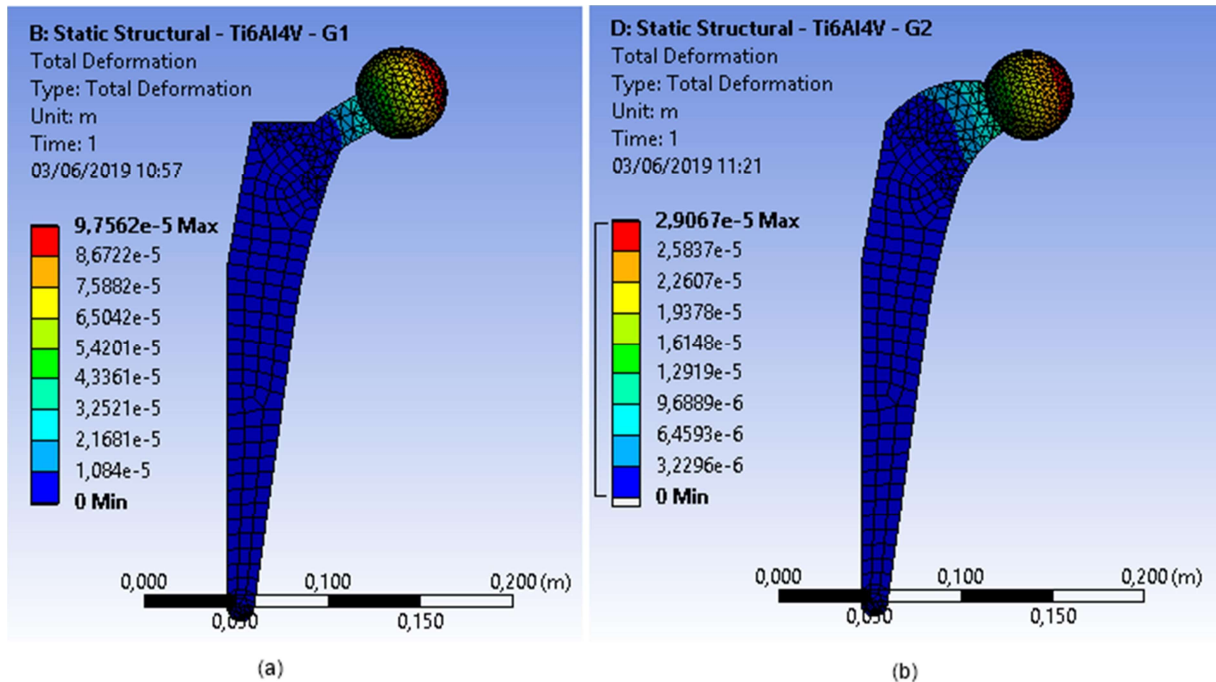 B: Static Structural - Ti6Al4V - G1
Total Deformation
Type: Total Deformation
Unit: m
Time: 1
03/06/2019 10:57
9,7562e-5 Max
8,6722e-5
7,5882e-5
6,5042e-5
5,4201e-5
4,3361e-5
3,2521e-5
2,1681e-5
1,084e-5
0 Min
0,000
0,100
0,200 (m)
0,050
0,150
(a)
D: Static Structural - Ti6Al4V - G2
Total Deformation
Type: Total Deformation
Unit: m
Time: 1
03/06/2019 11:21
2,9067e-5 Max
2,5837e-5
2,2607e-5
1,9378e-5
1,6148e-5
1,2919e-5
9,6889e-6
6,4593e-6
3,2296e-6
0 Min
0,000
0,100
0,200 (m)
0,050
0,150
(b)